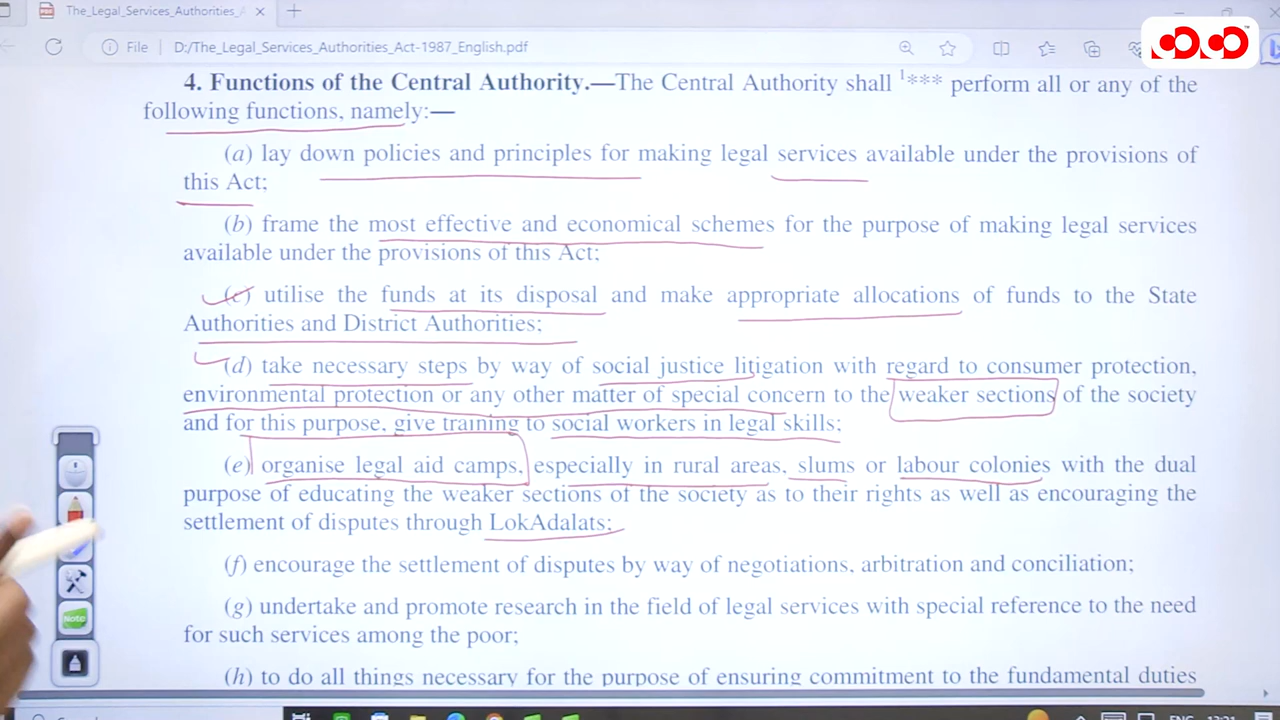 The_Legal_Services_Authorities_A
File D:/The_Legal_Services_Authorities_Act-1987_English.pdf
4. Functions of the Central Authority.—The Central Authority shall 1*** perform all or any of the
following functions, namely:—
(a) lay down policies and principles for making legal services available under the provisions of
this Act;
(b) frame the most effective and economical schemes for the purpose of making legal services
available under the provisions of this Act;
(c) utilise the funds at its disposal and make appropriate allocations of funds to the State
Authorities and District Authorities;
(d) take necessary steps by way of social justice litigation with regard to consumer protection,
environmental protection or any other matter of special concern to the weaker sections of the society
and for this purpose, give training to social workers in legal skills;
(e) organise legal aid camps, especially in rural areas, slums or labour colonies with the dual
purpose of educating the weaker sections of the society as to their rights as well as encouraging the
settlement of disputes through LokAdalats;
(f) encourage the settlement of disputes by way of negotiations, arbitration and conciliation;
(g) undertake and promote research in the field of legal services with special reference to the need
for such services among the poor;
(h) to do all things necessary for the purpose of ensuring commitment to the fundamental duties
Note